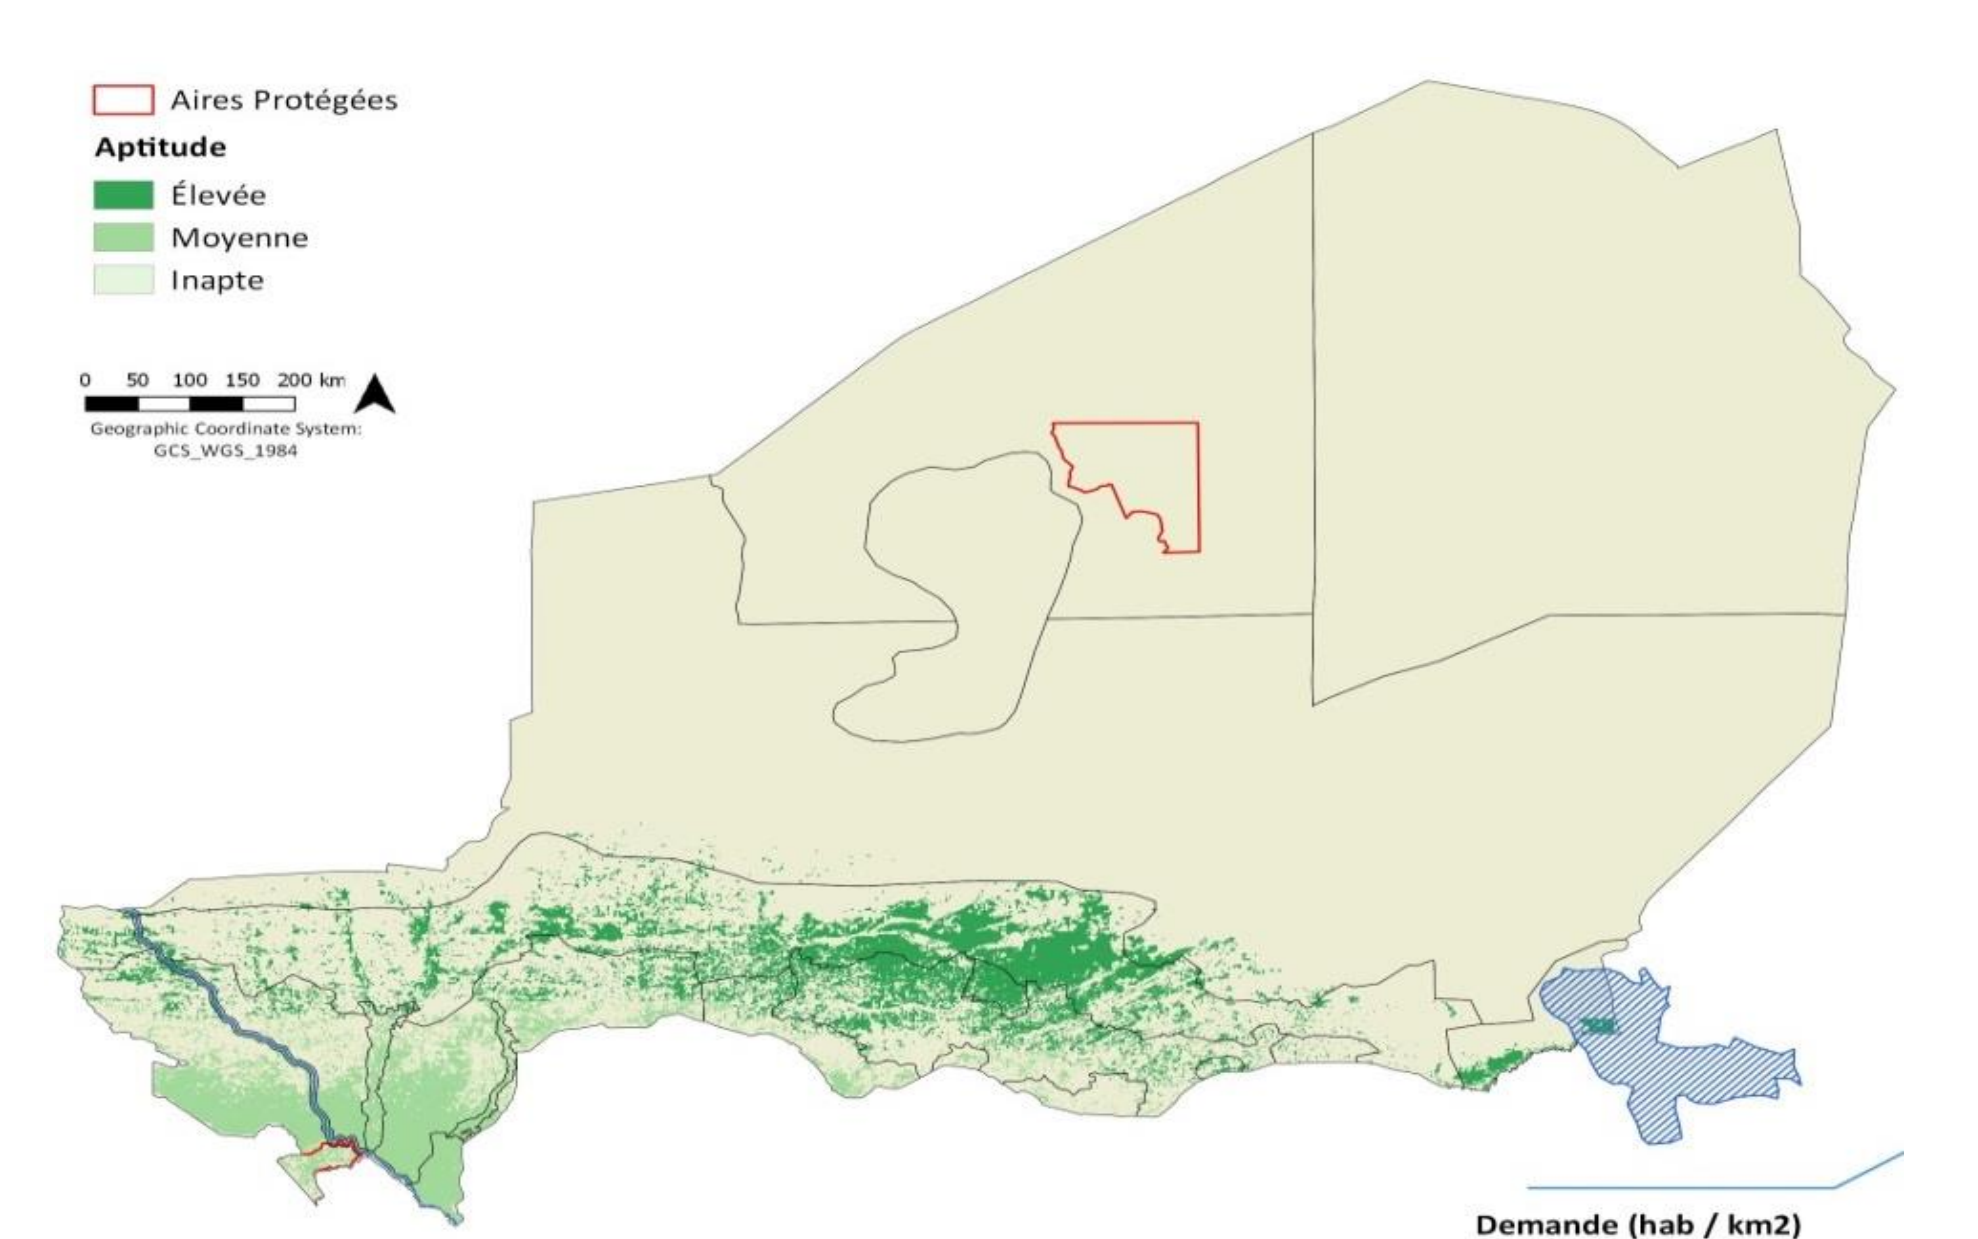 Aires Protégées
Aptitude
Élevée
Moyenne
Inapte
0 50 100 150 200 km
Geographic Coordinate System:
GCS_WGS_1984
Demande (hab / km2)